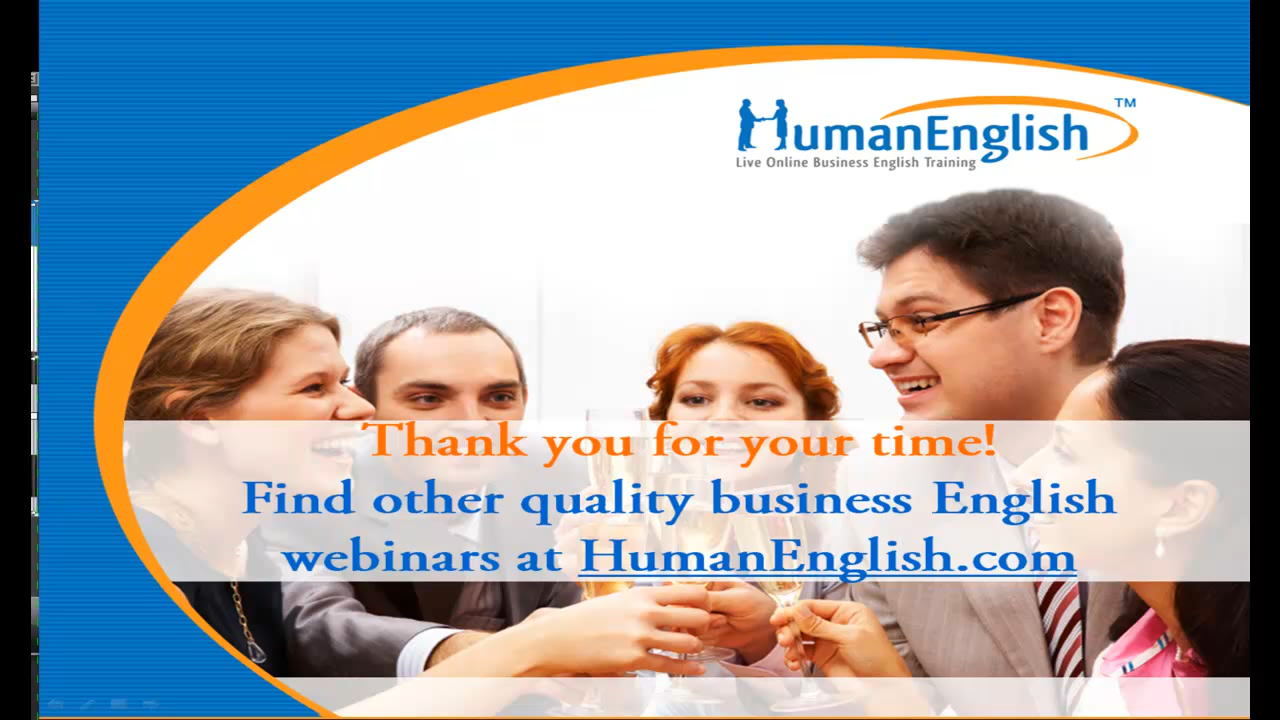 HumanEnglish™
Live Online Business English Training
Thank you for your time!
Find other quality business English
webinars at HumanEnglish.com